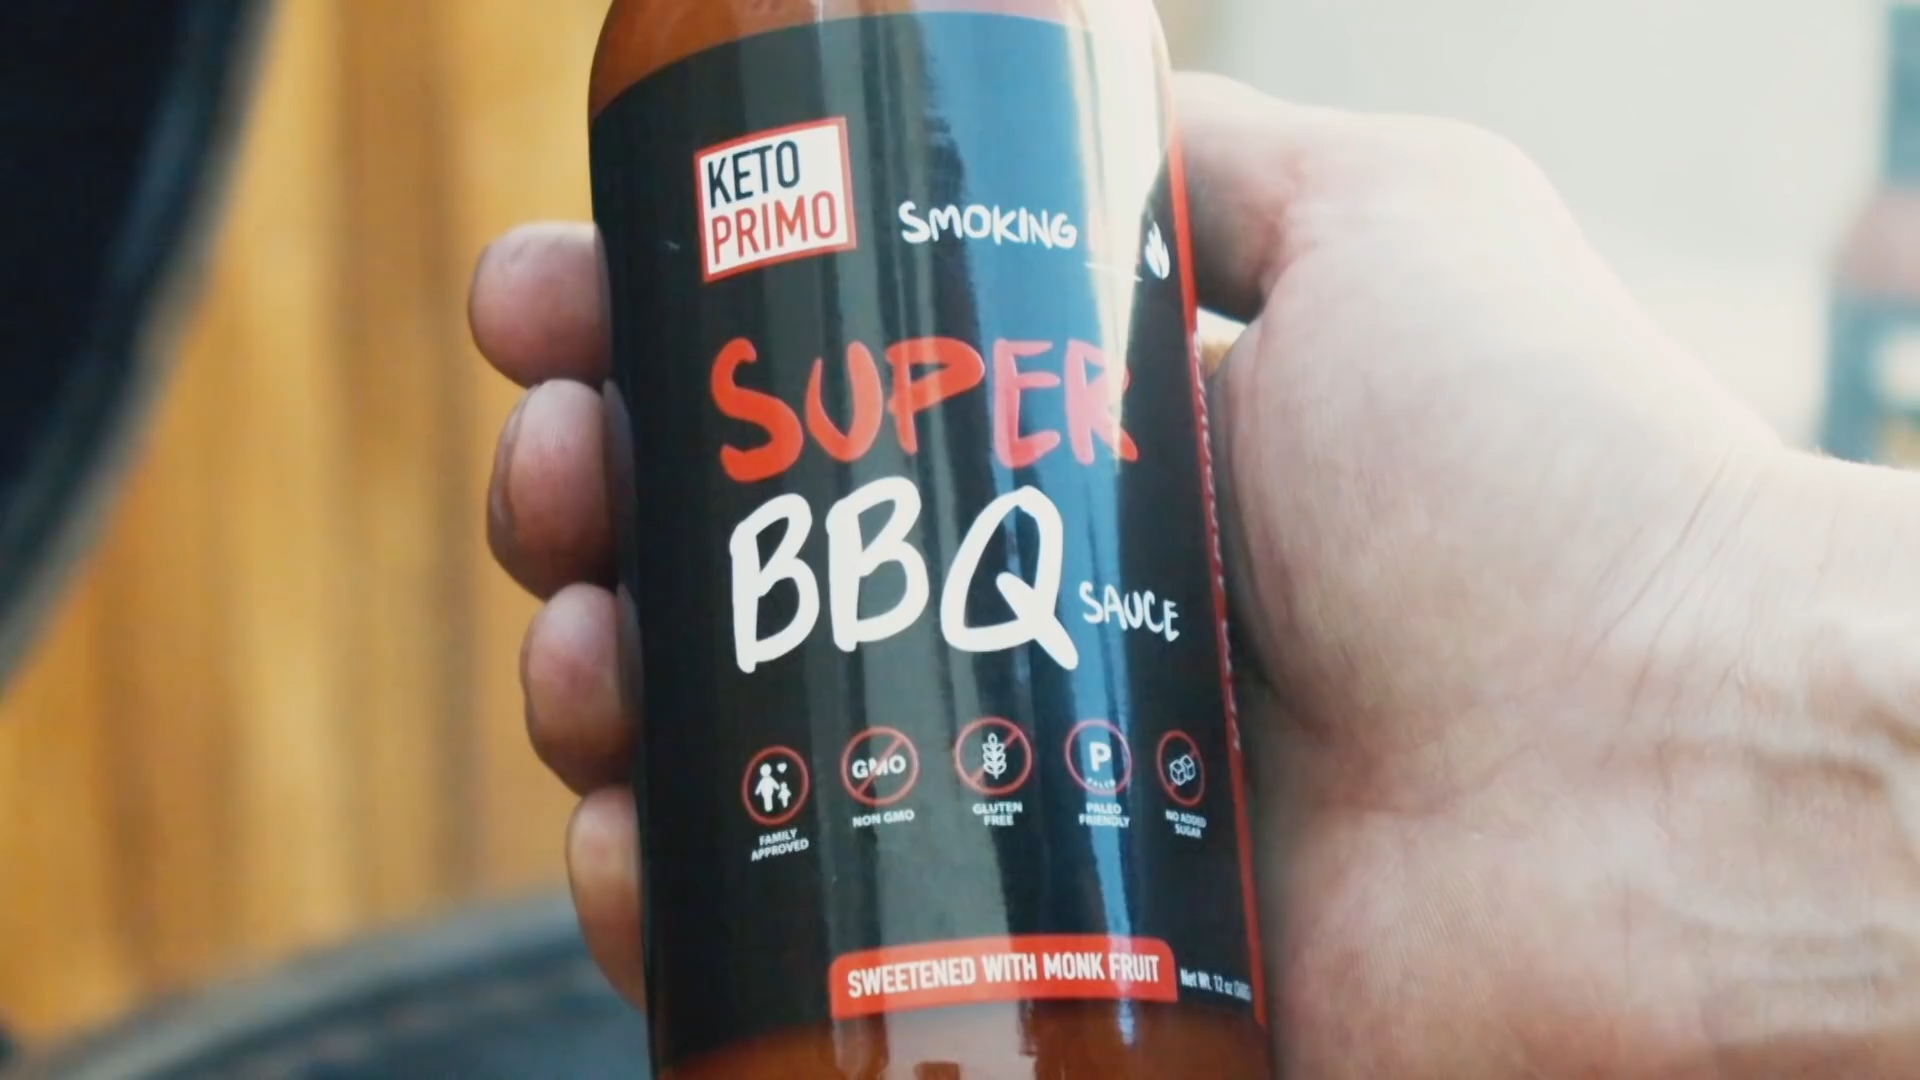 KETO
PRIMO
SMOKING
SUPER
BBQ
SAUCE
GMO
P
FAMILY
APPROVED
NON GMO
GLUTEN
FREE
PALEO
FRIENDLY
NO ADDED
SUGAR
SWEETENED WITH MONK FRUIT
Net Wt. 12 oz